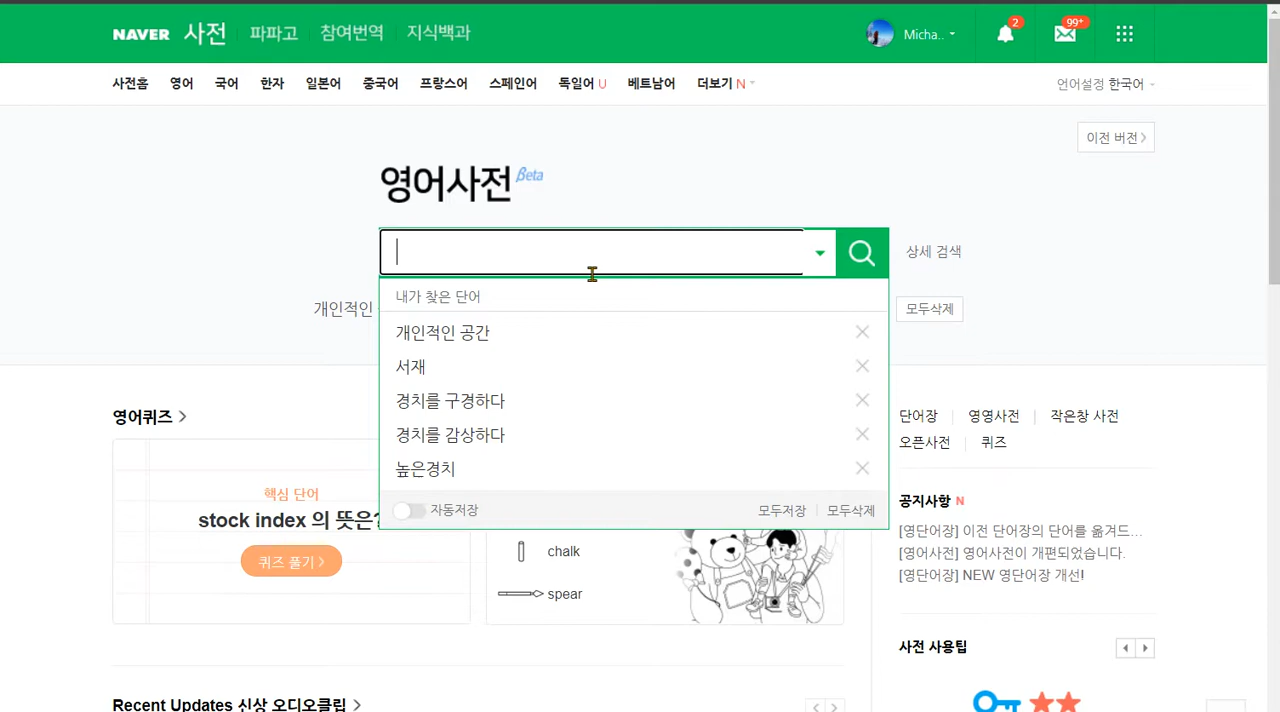 NAVER 사전 파파고 참여번역 지식백과 Micha.. 2 99+
사전홈 영어 국어 한자 일본어 중국어 프랑스어 스페인어 독일어 U 베트남어 더보기 N 언어설정 한국어
이전 버전
영어사전 Beta
상세 검색
내가 찾은 단어
개인적인 모두삭제
개인적인 공간
서재
경치를 구경하다
경치를 감상하다
높은경치
자동저장 모두저장 모두삭제
영어퀴즈
핵심 단어
stock index 의 뜻은?
퀴즈 풀기
chalk
spear
단어장 영영사전 작은창 사전
오픈사전 퀴즈
공지사항 N
[영단어장] 이전 단어장의 단어를 옮겨드...
[영어사전] 영어사전이 개편되었습니다.
[영단어장] NEW 영단어장 개선!
사전 사용팁
Recent Updates 신상 오디오클립